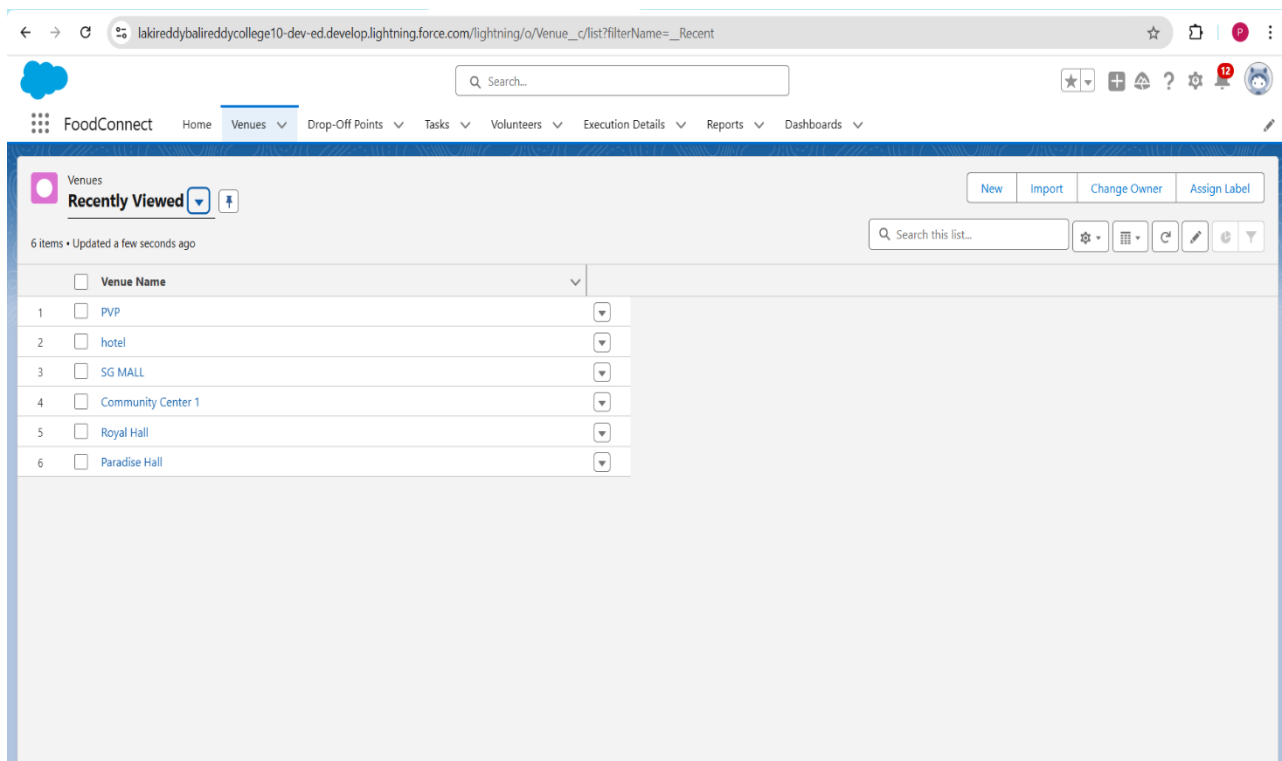 lakireddybalireddycollege10-dev-ed.develop.lightning.force.com/lightning/o/Venue__c/list?filterName=__Recent
P
Search...
12
FoodConnect Home Venues Drop-Off Points Tasks Volunteers Execution Details Reports Dashboards
Venues
Recently Viewed
New Import Change Owner Assign Label
6 items • Updated a few seconds ago
Search this list...
Venue Name
1 PVP
2 hotel
3 SG MALL
4 Community Center 1
5 Royal Hall
6 Paradise Hall